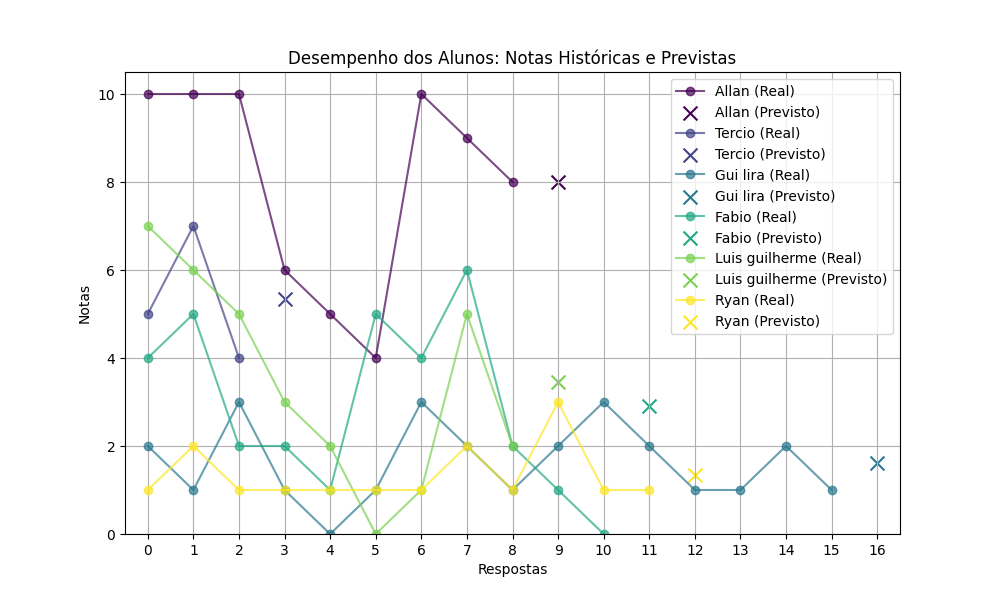 Desempenho dos Alunos: Notas Históricas e Previstas
Notas
10
8
6
4
2
0
Allan (Real)
Allan (Previsto)
Tercio (Real)
Tercio (Previsto)
Gui lira (Real)
Gui lira (Previsto)
Fabio (Real)
Fabio (Previsto)
Luis guilherme (Real)
Luis guilherme (Previsto)
Ryan (Real)
Ryan (Previsto)
0 1 2 3 4 5 6 7 8 9 10 11 12 13 14 15 16
Respostas